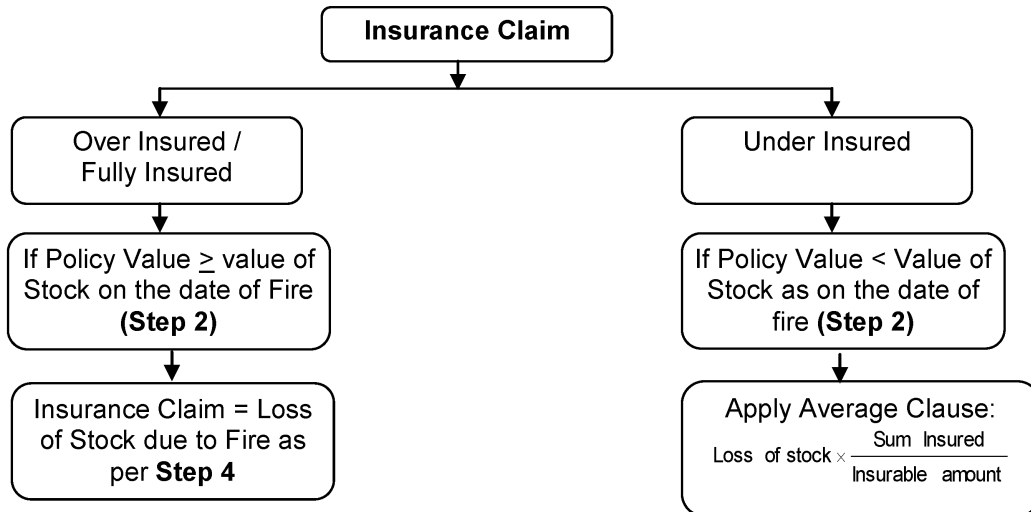 Insurance Claim
Over Insured /
Fully Insured
If Policy Value ≥ value of
Stock on the date of Fire
(Step 2)
Insurance Claim = Loss
of Stock due to Fire as
per Step 4
Under Insured
If Policy Value < Value of
Stock as on the date of
fire (Step 2)
Apply Average Clause:
Loss of stock ×
Sum Insured
Insurable amount